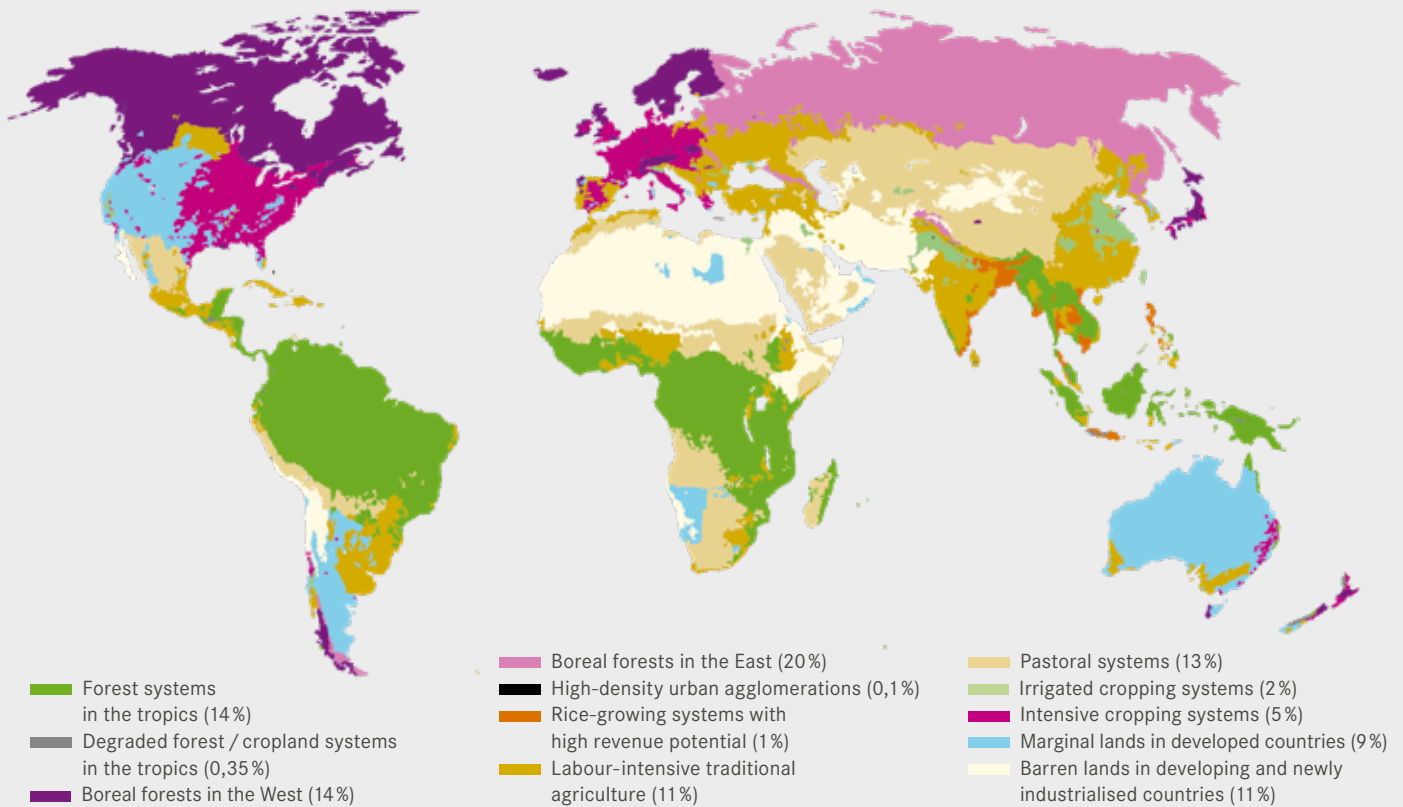 Forest systems
in the tropics (14 %)
Degraded forest / cropland systems
in the tropics (0,35 %)
Boreal forests in the West (14 %)
Boreal forests in the East (20 %)
High-density urban agglomerations (0,1 %)
Rice-growing systems with
high revenue potential (1 %)
Labour-intensive traditional
agriculture (11 %)
Pastoral systems (13 %)
Irrigated cropping systems (2 %)
Intensive cropping systems (5 %)
Marginal lands in developed countries (9 %)
Barren lands in developing and newly
industrialised countries (11 %)